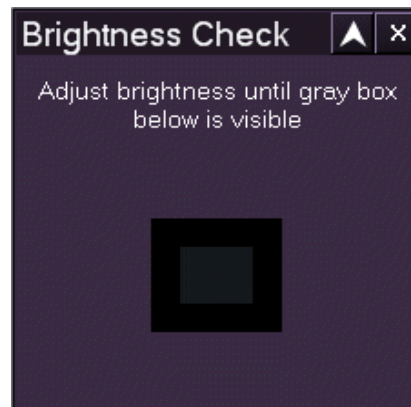 Brightness Check
Adjust brightness until gray box
below is visible